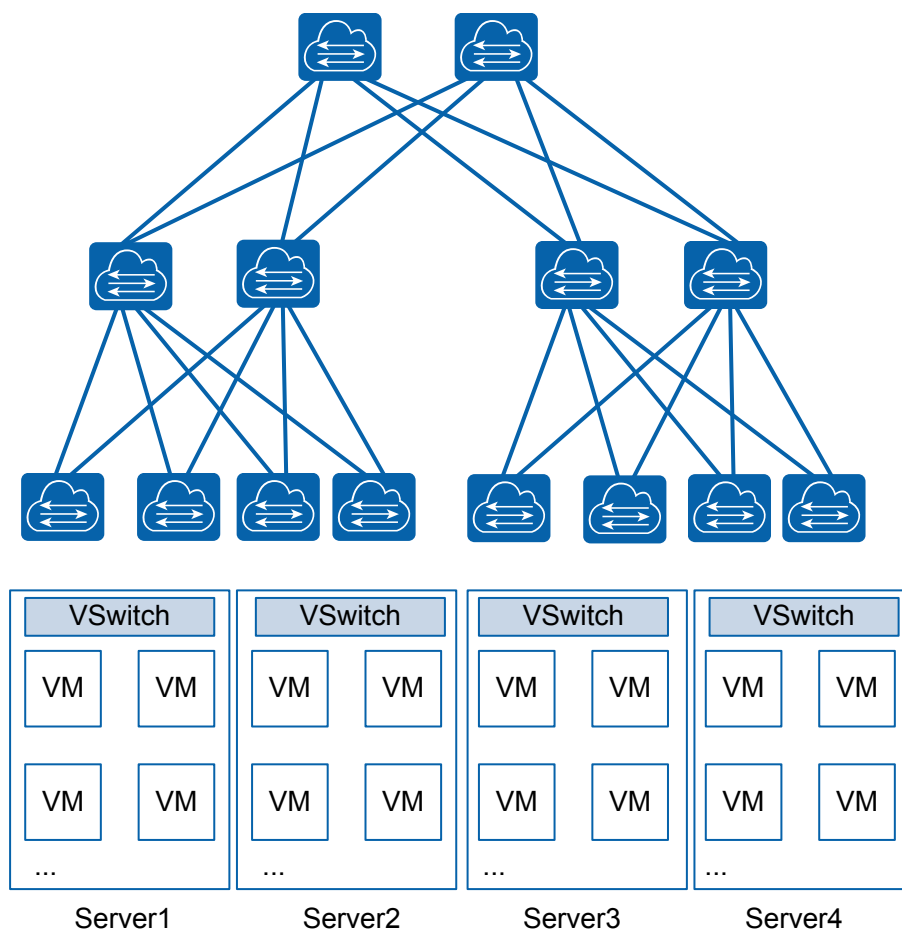 VSwitch VSwitch VSwitch VSwitch
VM VM VM VM VM VM VM VM
VM VM VM VM VM VM VM VM
... ... ... ...
Server1 Server2 Server3 Server4